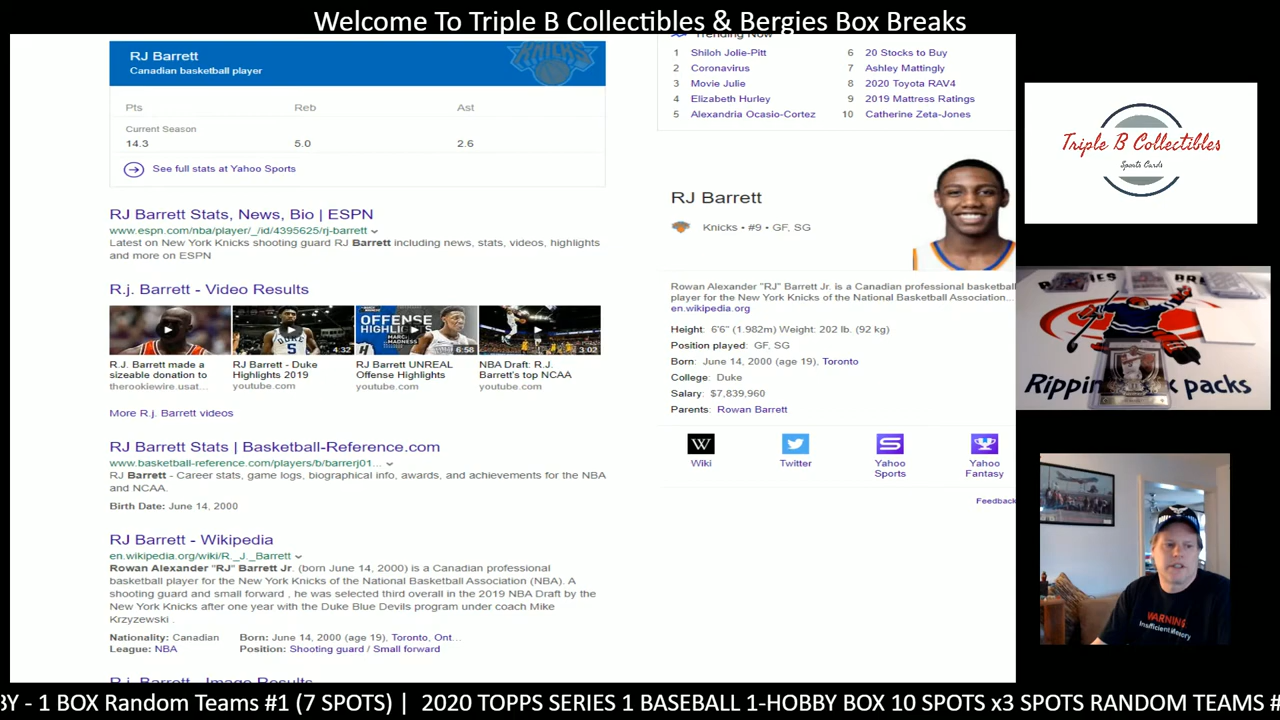 Welcome To Triple B Collectibles & Bergies Box Breaks
RJ Barrett
Canadian basketball player
KNICKS
Pts Reb Ast
Current Season
14.3 5.0 2.6
See full stats at Yahoo Sports
RJ Barrett Stats, News, Bio | ESPN
www.espn.com/nba/player/_/id/4395625/rj-barrett
Latest on New York Knicks shooting guard RJ Barrett including news, stats, videos, highlights
and more on ESPN
R.j. Barrett - Video Results
DUKE
5
4:32
OFFENSE
HIGHLIG
MARCH
MADNESS
6:58
3:02
R.J. Barrett made a
sizeable donation to
therookiewire.usat...
RJ Barrett - Duke
Highlights 2019
youtube.com
RJ Barrett UNREAL
Offense Highlights
youtube.com
NBA Draft: R.J.
Barrett's top NCAA
youtube.com
More R.j. Barrett videos
RJ Barrett Stats | Basketball-Reference.com
www.basketball-reference.com/players/b/barrerj01...
RJ Barrett - Career stats, game logs, biographical info, awards, and achievements for the NBA
and NCAA.
Birth Date: June 14, 2000
RJ Barrett - Wikipedia
en.wikipedia.org/wiki/R._J._Barrett
Rowan Alexander "RJ" Barrett Jr. (born June 14, 2000) is a Canadian professional
basketball player for the New York Knicks of the National Basketball Association (NBA). A
shooting guard and small forward , he was selected third overall in the 2019 NBA Draft by the
New York Knicks after one year with the Duke Blue Devils program under coach Mike
Krzyzewski .
Nationality: Canadian Born: June 14, 2000 (age 19), Toronto, Ont...
League: NBA Position: Shooting guard / Small forward
R.j. Barrett - Image Results
Trending Now
1 Shiloh Jolie-Pitt 6 20 Stocks to Buy
2 Coronavirus 7 Ashley Mattingly
3 Movie Julie 8 2020 Toyota RAV4
4 Elizabeth Hurley 9 2019 Mattress Ratings
5 Alexandria Ocasio-Cortez 10 Catherine Zeta-Jones
RJ Barrett
Knicks • #9 • GF, SG
Rowan Alexander "RJ" Barrett Jr. is a Canadian professional basketball
player for the New York Knicks of the National Basketball Association...
en.wikipedia.org
Height: 6'6" (1.982m) Weight: 202 lb. (92 kg)
Position played: GF, SG
Born: June 14, 2000 (age 19), Toronto
College: Duke
Salary: $7,839,960
Parents: Rowan Barrett
W
Wiki
Twitter
S
Yahoo
Sports
Yahoo
Fantasy
Feedback
Triple B Collectibles
Sports Cards
Rippin packs
WARNING
Insufficient Memory
BY - 1 BOX Random Teams #1 (7 SPOTS) | 2020 TOPPS SERIES 1 BASEBALL 1-HOBBY BOX 10 SPOTS x3 SPOTS RANDOM TEAMS #